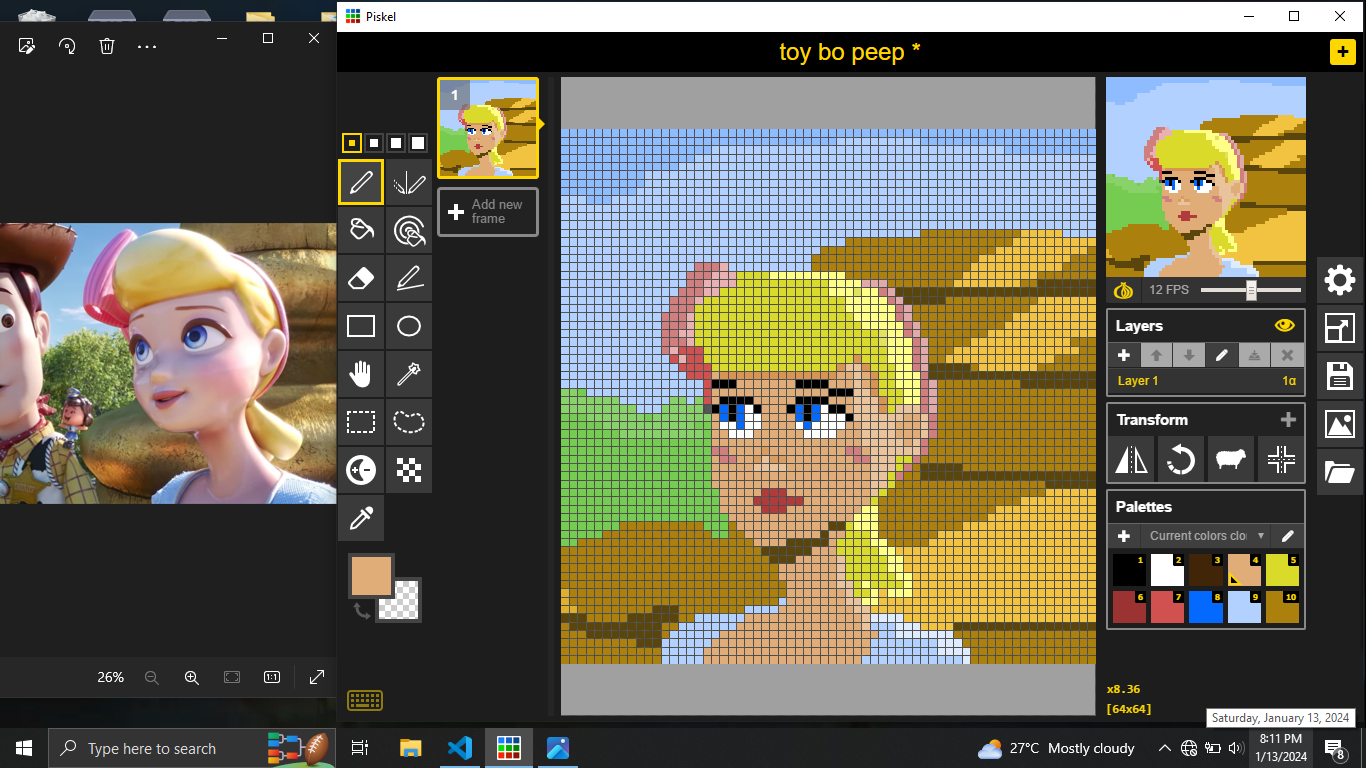 Piskel
toy bo peep *
1
Add new
frame
12 FPS
Layers
Layer 1
1α
Transform
Palettes
Current colors clo
1
2
3
4
5
6
7
8
9
10
x8.36
[64x64]
26%
1:1
Saturday, January 13, 2024
Type here to search
27°C Mostly cloudy
8:11 PM
1/13/2024
8